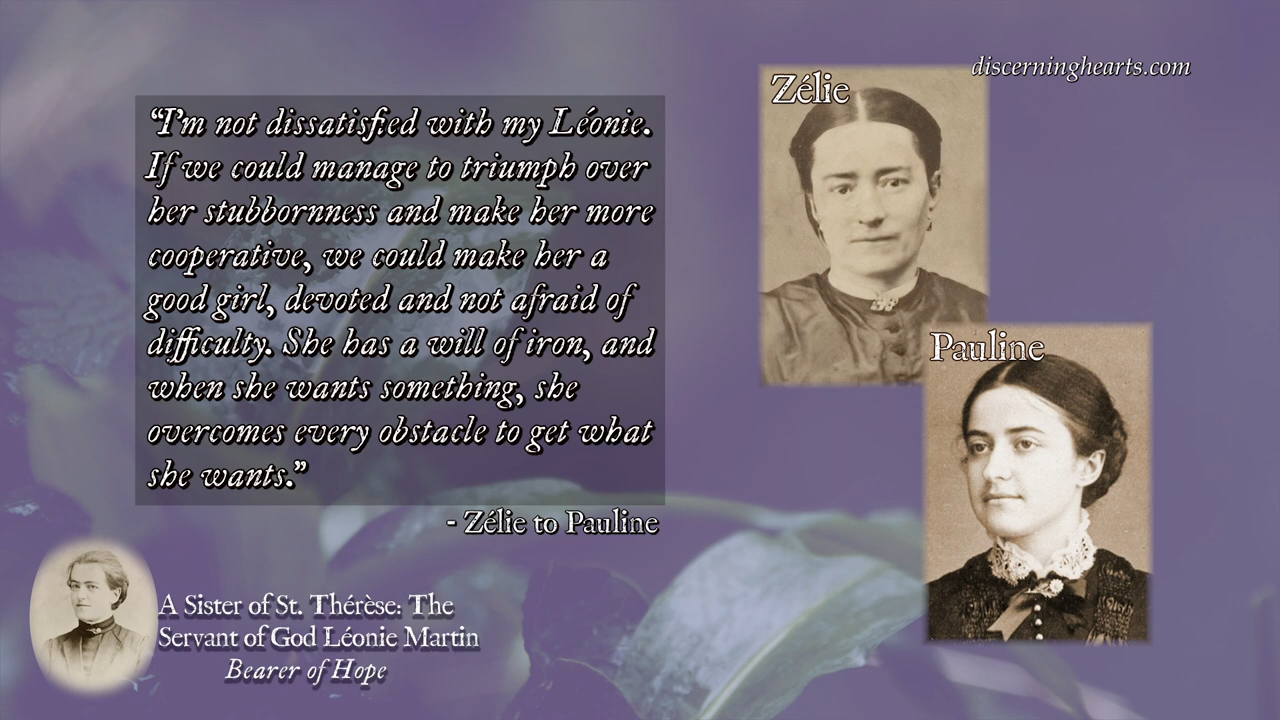 discerninghearts.com
Zélie
“I'm not dissatisfied with my Léonie.
If we could manage to triumph over
her stubbornness and make her more
cooperative, we could make her a
good girl, devoted and not afraid of
difficulty. She has a will of iron, and
when she wants something, she
overcomes every obstacle to get what
she wants.”
- Zélie to Pauline
Pauline
A Sister of St. Thérèse: The
Servant of God Léonie Martin
Bearer of Hope